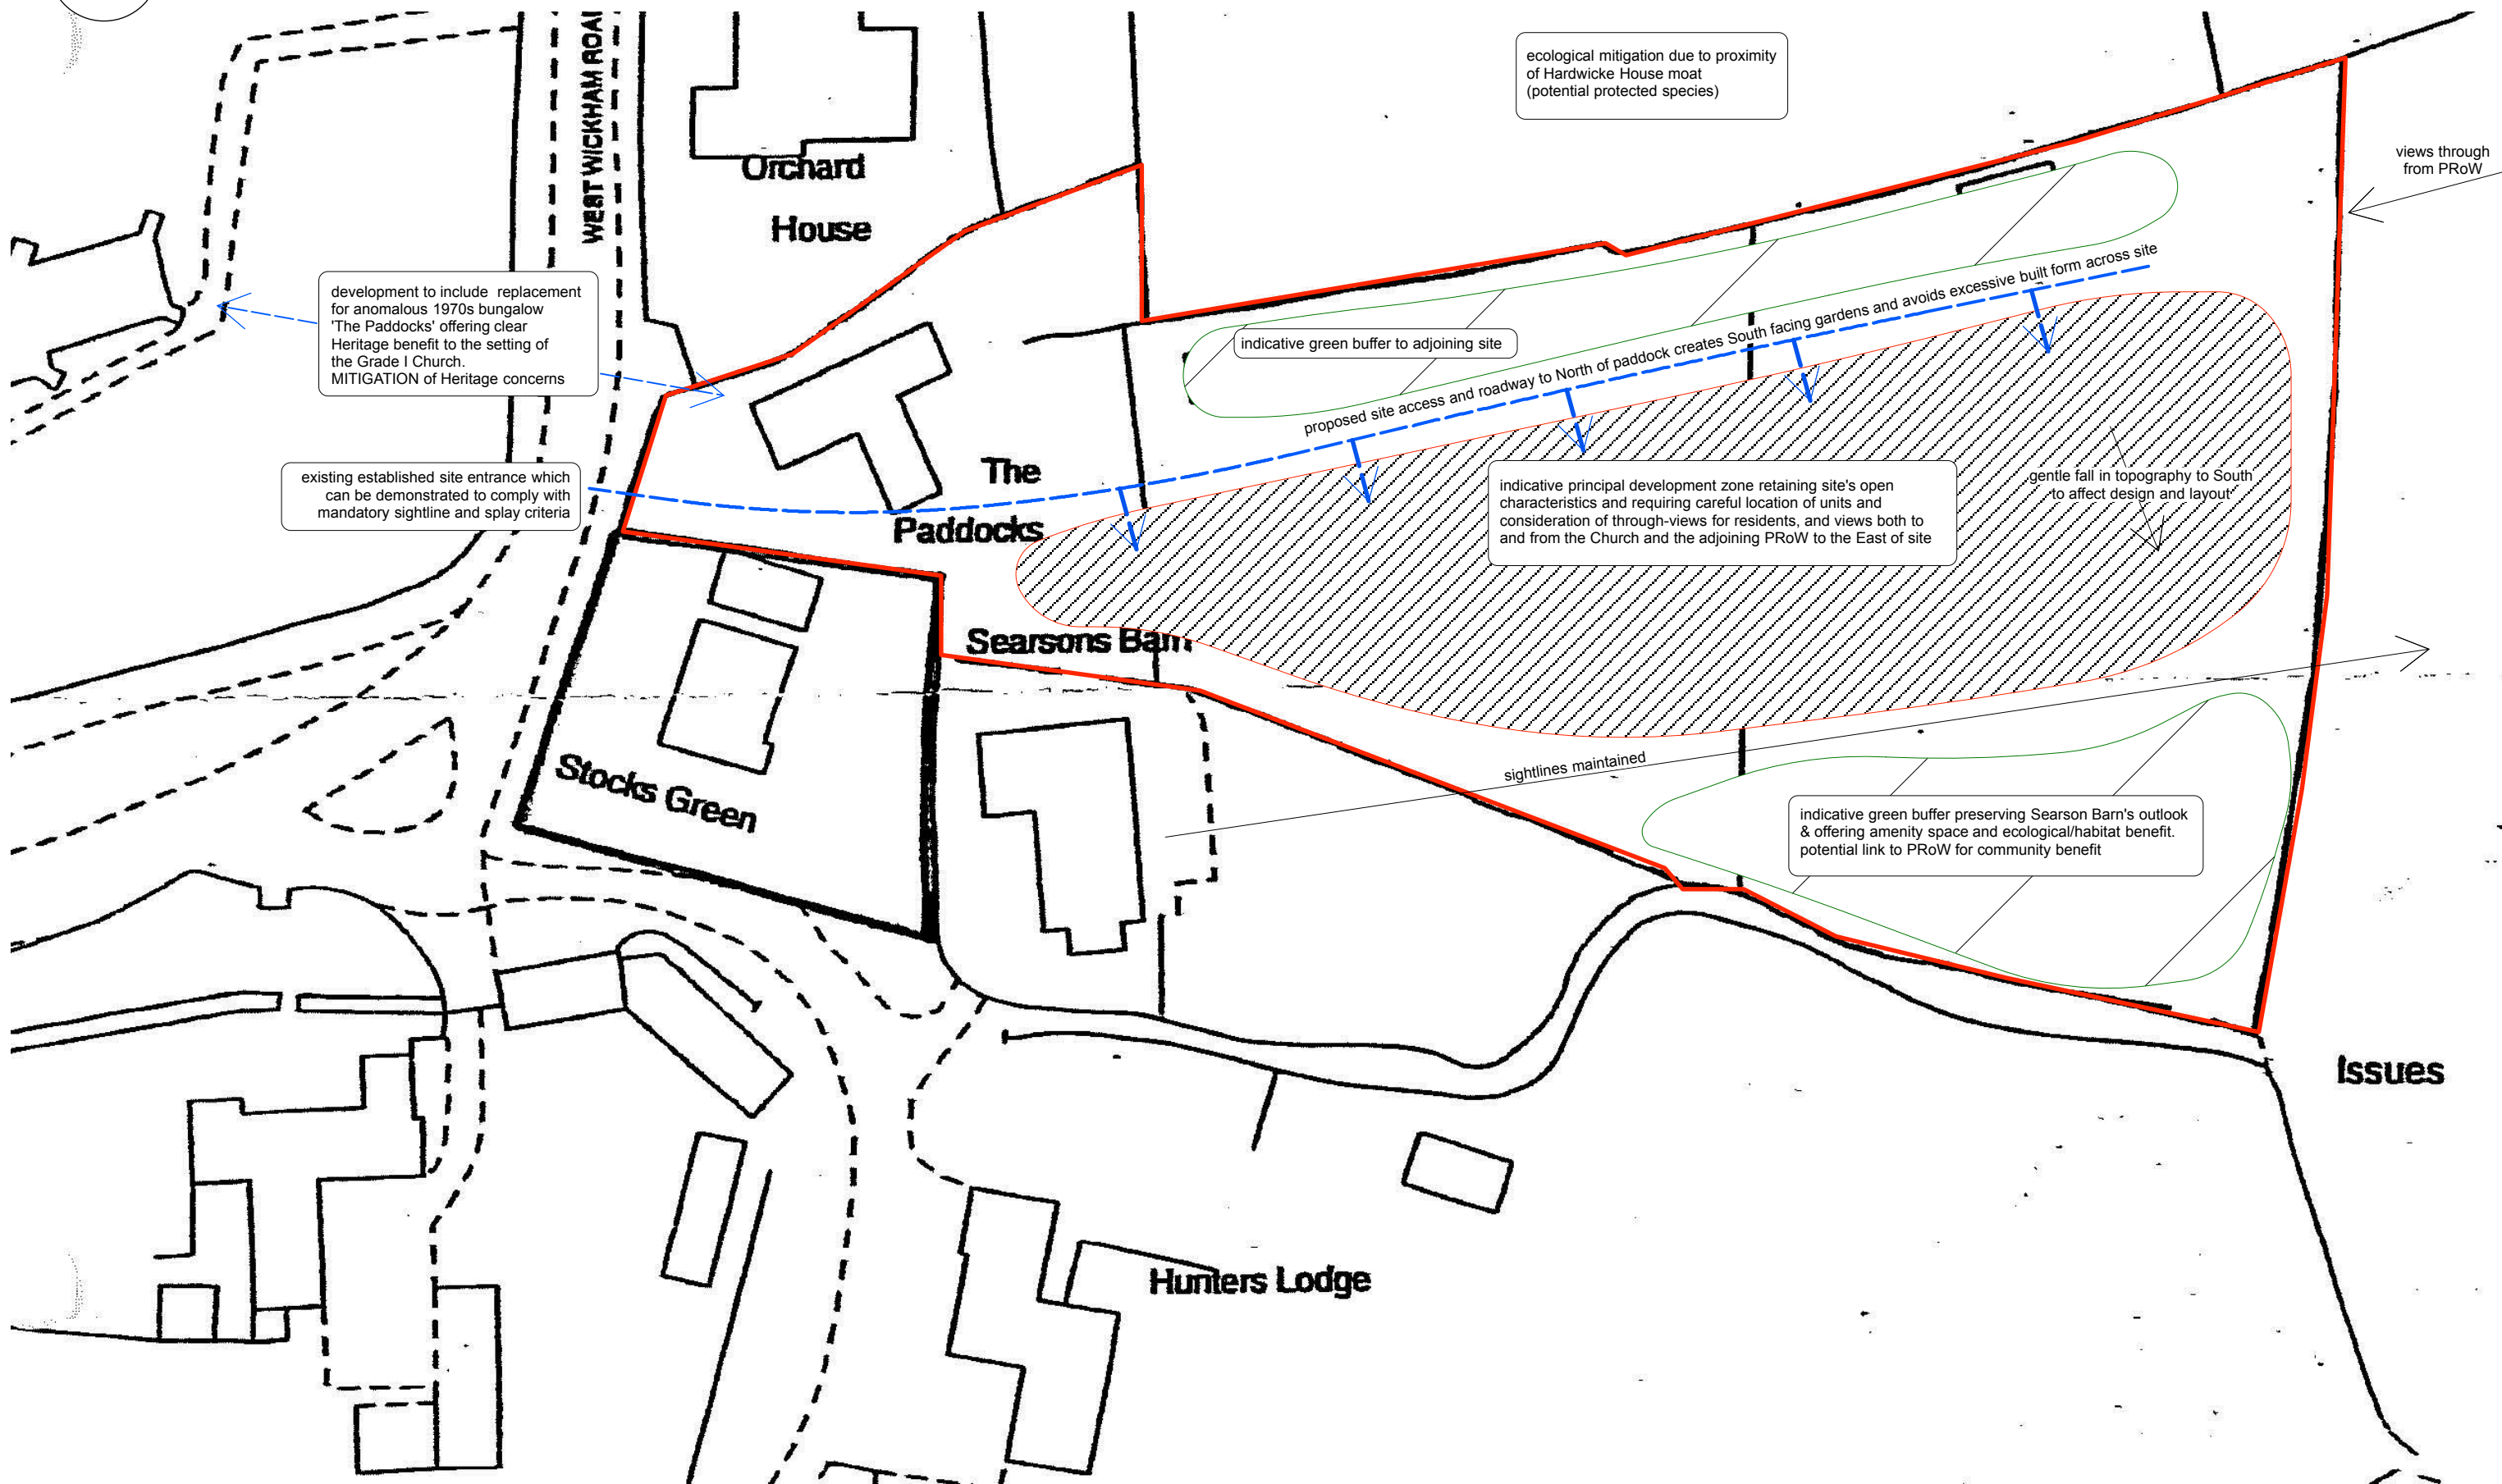 WEST WICKHAM ROAD
Orchard
House
ecological mitigation due to proximity
of Hardwicke House moat
(potential protected species)
views through
from PRoW
development to include replacement
for anomalous 1970s bungalow
'The Paddocks' offering clear
Heritage benefit to the setting of
the Grade I Church.
MITIGATION of Heritage concerns
indicative green buffer to adjoining site
proposed site access and roadway to North of paddock creates South facing gardens and avoids excessive built form across site
existing established site entrance which
can be demonstrated to comply with
mandatory sightline and splay criteria
The
Paddocks
indicative principal development zone retaining site's open
characteristics and requiring careful location of units and
consideration of through-views for residents, and views both to
and from the Church and the adjoining PRoW to the East of site
gentle fall in topography to South
to affect design and layout
Searsons Barn
sightlines maintained
Stocks Green
indicative green buffer preserving Searson Barn's outlook
& offering amenity space and ecological/habitat benefit.
potential link to PRoW for community benefit
Issues
Hunters Lodge